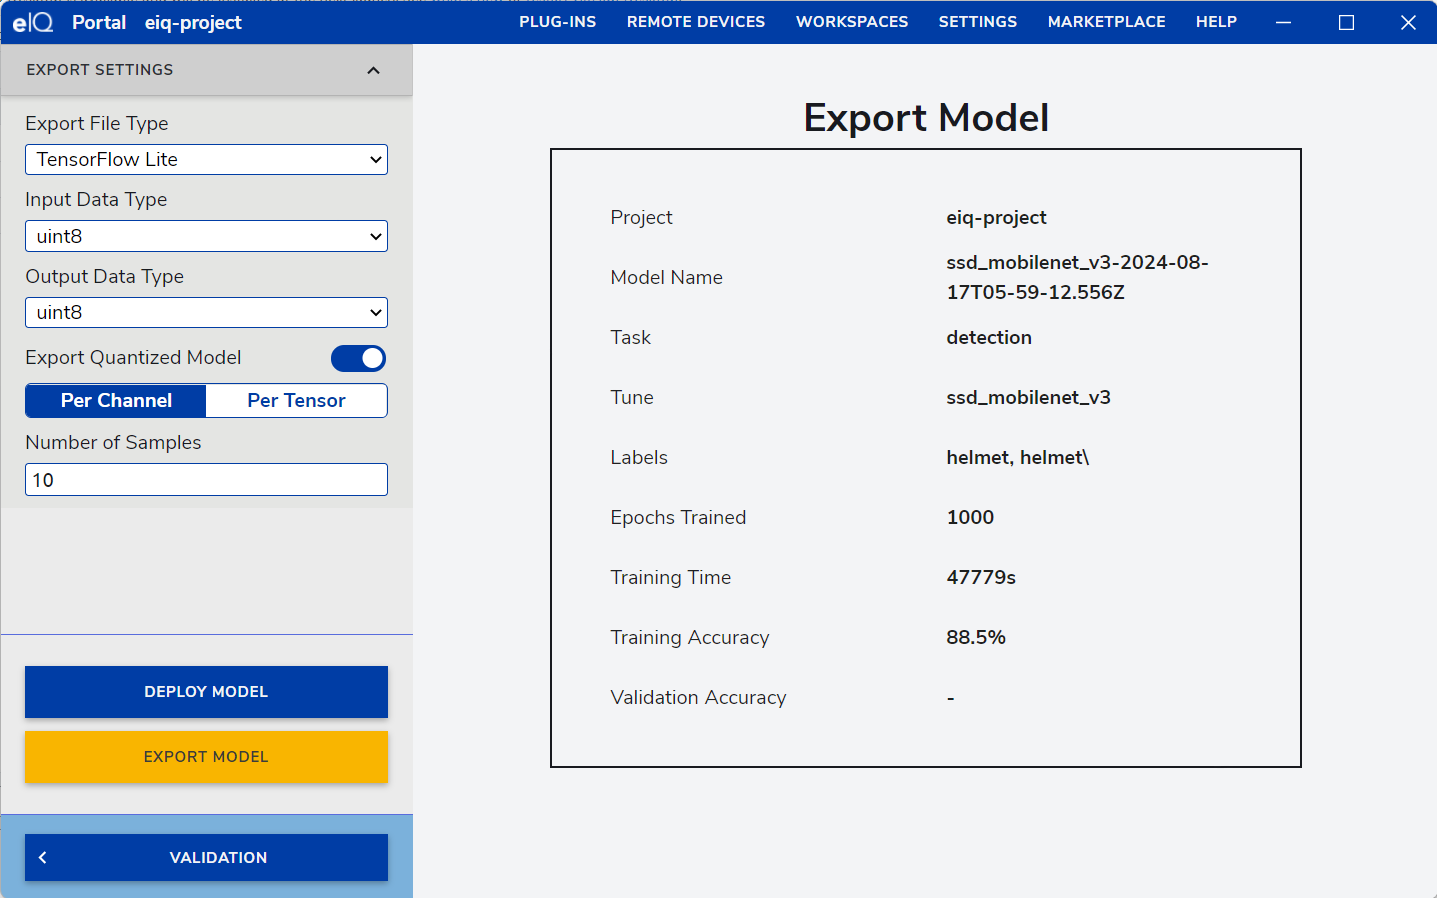 eIQ Portal eiq-project PLUG-INS REMOTE DEVICES WORKSPACES SETTINGS MARKETPLACE HELP
EXPORT SETTINGS
Export File Type
TensorFlow Lite
Input Data Type
uint8
Output Data Type
uint8
Export Quantized Model
Per Channel Per Tensor
Number of Samples
10
DEPLOY MODEL
EXPORT MODEL
VALIDATION
Export Model
Project eiq-project
Model Name ssd_mobilenet_v3-2024-08-
17T05-59-12.556Z
Task detection
Tune ssd_mobilenet_v3
Labels helmet, helmet\
Epochs Trained 1000
Training Time 47779s
Training Accuracy 88.5%
Validation Accuracy -